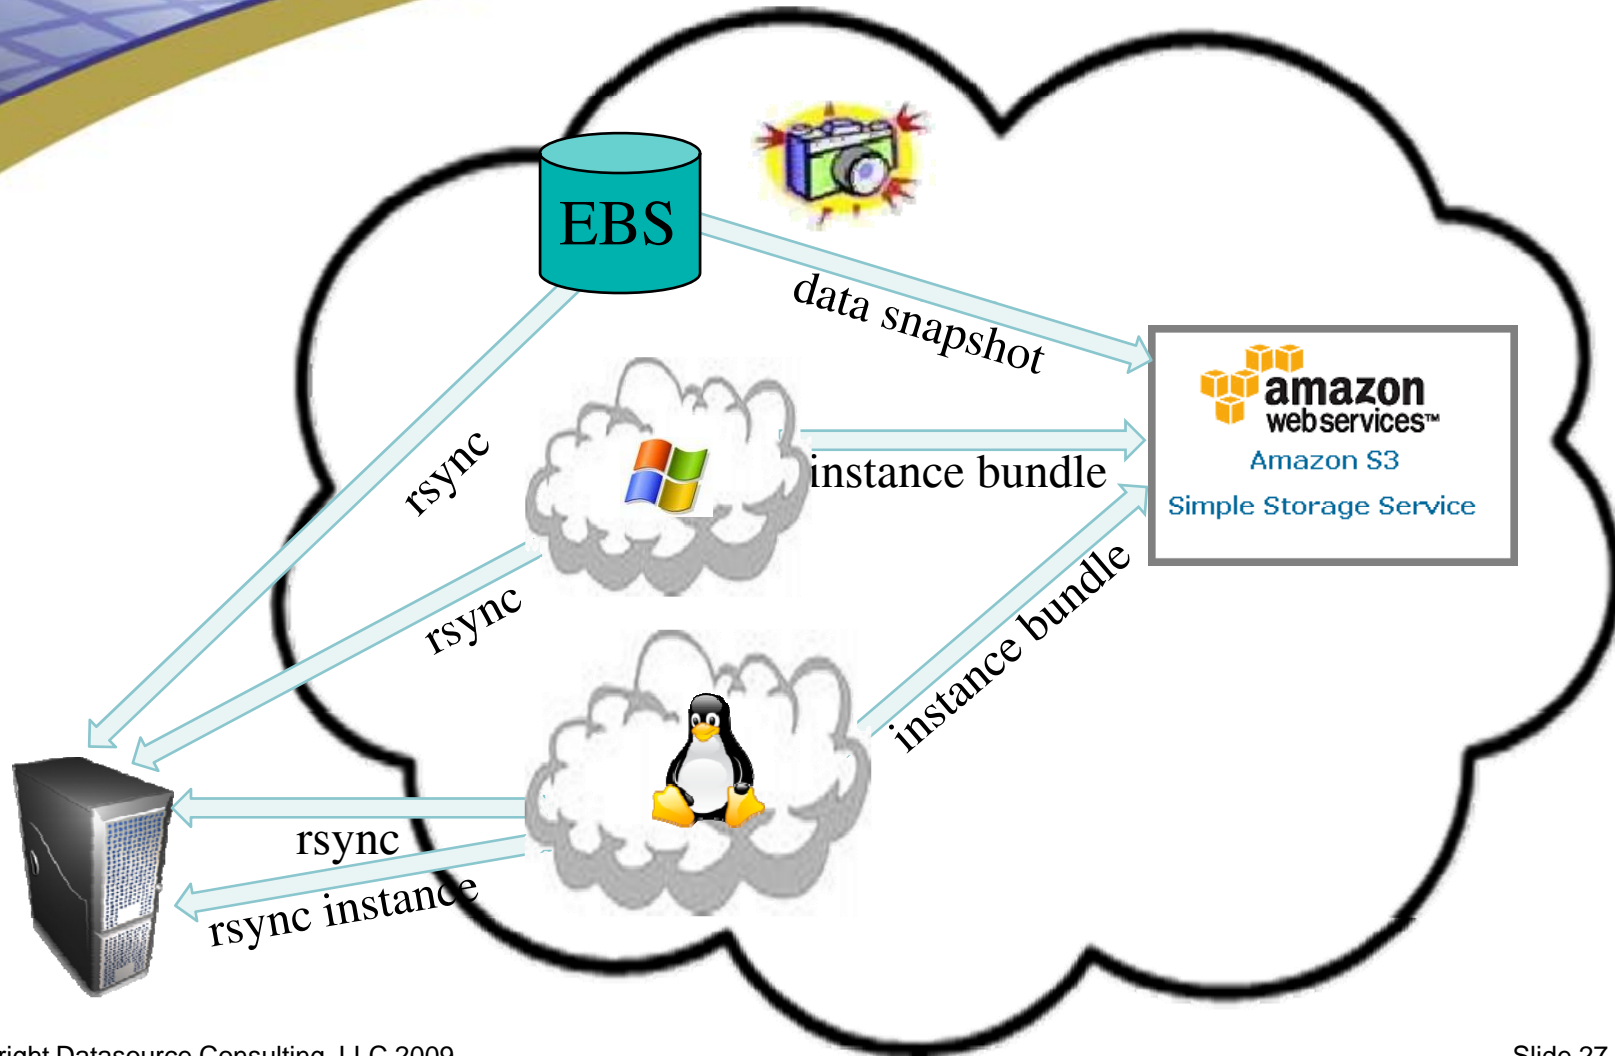 EBS
data snapshot
amazon
webservices™
Amazon S3
Simple Storage Service
rsync
instance bundle
rsync
instance bundle
rsync
rsync instance
right Datasource Consulting, LLC 2009
Slide 27